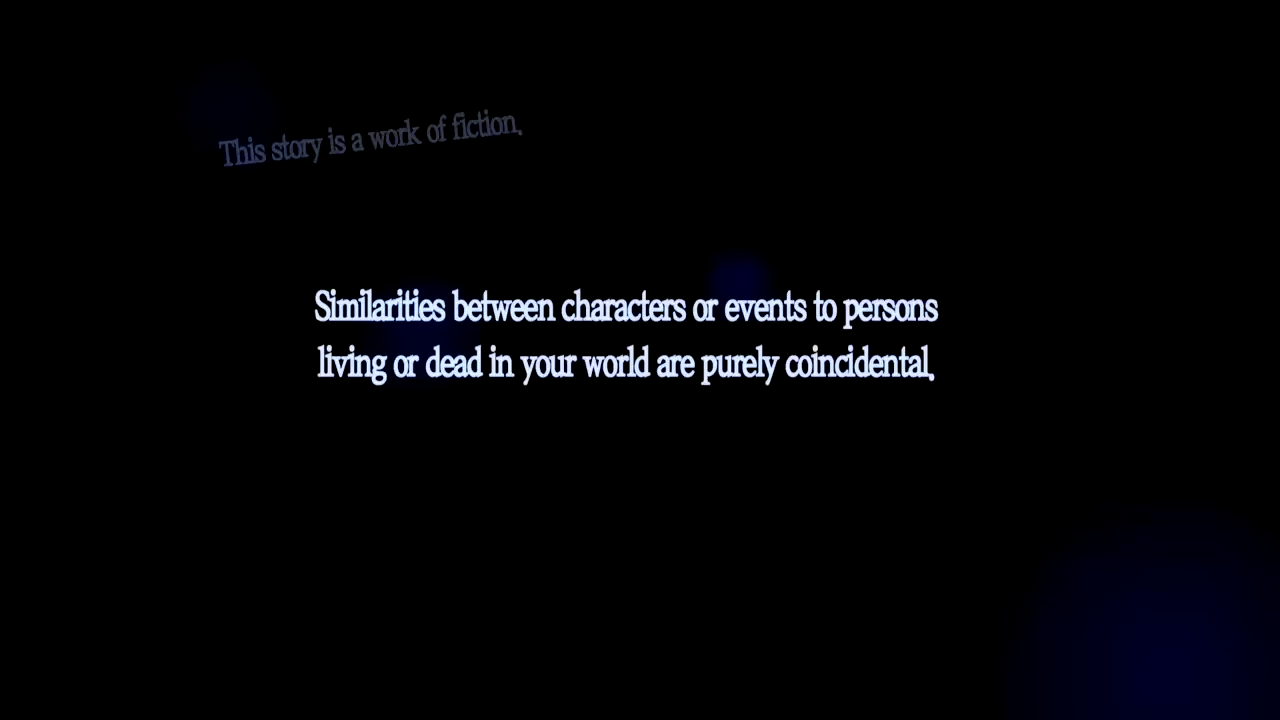 This story is a work of fiction.
Similarities between characters or events to persons
living or dead in your world are purely coincidental.